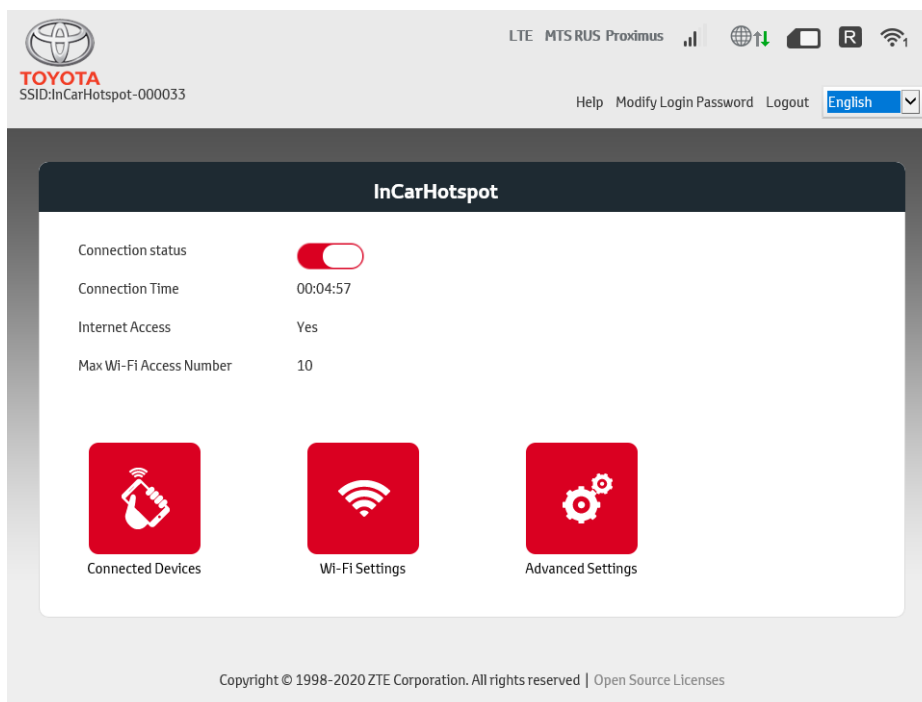 LTE MTS RUS Proximus R 1
TOYOTA
SSID:InCarHotspot-000033
Help Modify Login Password Logout English
InCarHotspot
Connection status
Connection Time 00:04:57
Internet Access Yes
Max Wi-Fi Access Number 10
Connected Devices Wi-Fi Settings Advanced Settings
Copyright © 1998-2020 ZTE Corporation. All rights reserved | Open Source Licenses